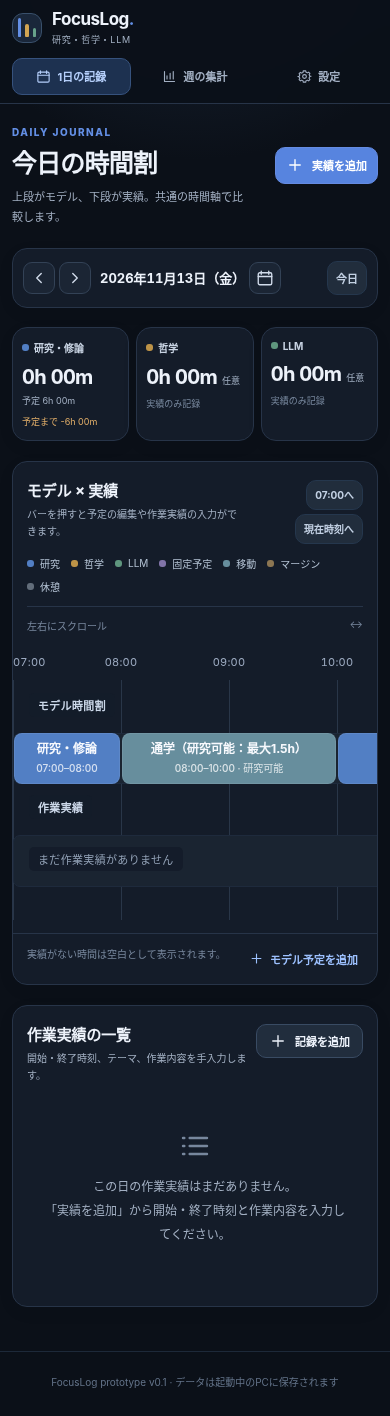 FocusLog.
研究・哲学・LLM
1日の記録
週の集計
設定
DAILY JOURNAL
今日の時間割
実績を追加
上段がモデル、下段が実績。共通の時間軸で比
較します。
2026年11月13日（金）
今日
研究・修論
0h 00m
予定 6h 00m
予定まで -6h 00m
哲学
0h 00m 任意
実績のみ記録
LLM
0h 00m 任意
実績のみ記録
モデル × 実績
バーを押すと予定の編集や作業実績の入力がで
きます。
07:00へ
現在時刻へ
研究 哲学 LLM 固定予定 移動 マージン
休憩
左右にスクロール
07:00 08:00 09:00 10:00
モデル時間割
研究・修論
07:00–08:00
通学（研究可能：最大1.5h）
08:00–10:00 · 研究可能
作業実績
まだ作業実績がありません
実績がない時間は空白として表示されます。
モデル予定を追加
作業実績の一覧
開始・終了時刻、テーマ、作業内容を手入力しま
す。
記録を追加
この日の作業実績はまだありません。
「実績を追加」から開始・終了時刻と作業内容を入力し
てください。
FocusLog prototype v0.1 · データは起動中のPCに保存されます